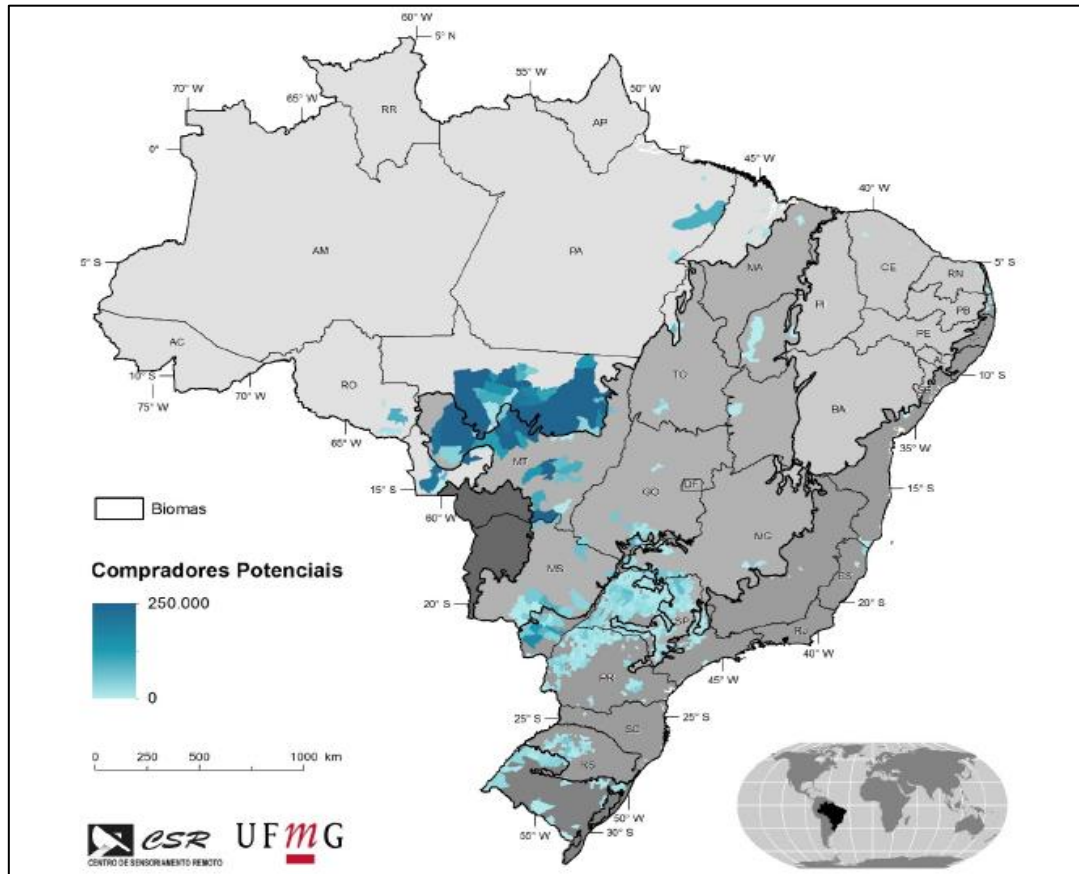 60° W
5° N
70° W
65° W
55° W
50° W
RR
AP
0°
0°
45° W
40° W
AM
PA
MA
CE
RN
5° S
5° S
PI
PB
PE
AC
TO
10° S
10° S
75° W
70° W
RO
BA
35° W
65° W
MT
15° S
60° W
GO
DF
15° S
MG
MS
ES
20° S
20° S
SP
RJ
40° W
45° W
PR
25° S
25° S
SC
RS
50° W
55° W
30° S
Biomas
Compradores Potenciais
250.000
0
0 250 500 1000 km
CSR
CENTRO DE SENSORIAMENTO REMOTO
UFmG